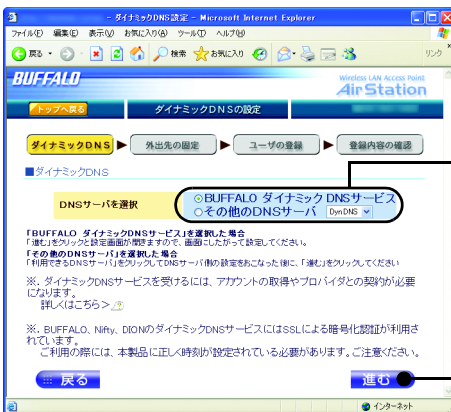 - ダイナミックDNS設定 - Microsoft Internet Explorer
ファイル(F) 編集(E) 表示(V) お気に入り(A) ツール(T) ヘルプ(H)
戻る 検索 お気に入り リンク
BUFFALO
Wireless LAN Access Point
AirStation
トップへ戻る ダイナミックDNSの設定
ダイナミックDNS 外出先の固定 ユーザの登録 登録内容の確認
■ダイナミックDNS
DNSサーバを選択
BUFFALO ダイナミックDNSサービス
その他のDNSサーバ DynDNS
「BUFFALO ダイナミックDNSサービス」を選択した場合
「進む」をクリックと設定画面が開きますので、画面にしたがって設定してください。
「その他のDNSサーバ」を選択した場合
「利用できるDNSサーバ」をクリックしてDNSサーバ側の設定をおこなった後に、「進む」をクリックしてください
※. ダイナミックDNSサービスを受けるには、アカウントの取得やプロバイダとの契約が必要
になります。
詳しくはこちら>
※. BUFFALO、Nifty、DIONのダイナミックDNSサービスにはSSLによる暗号化認証が利用さ
れています。
ご利用の際には、本製品に正しく時刻が設定されている必要があります。ご注意ください。
戻る 進む
インターネット